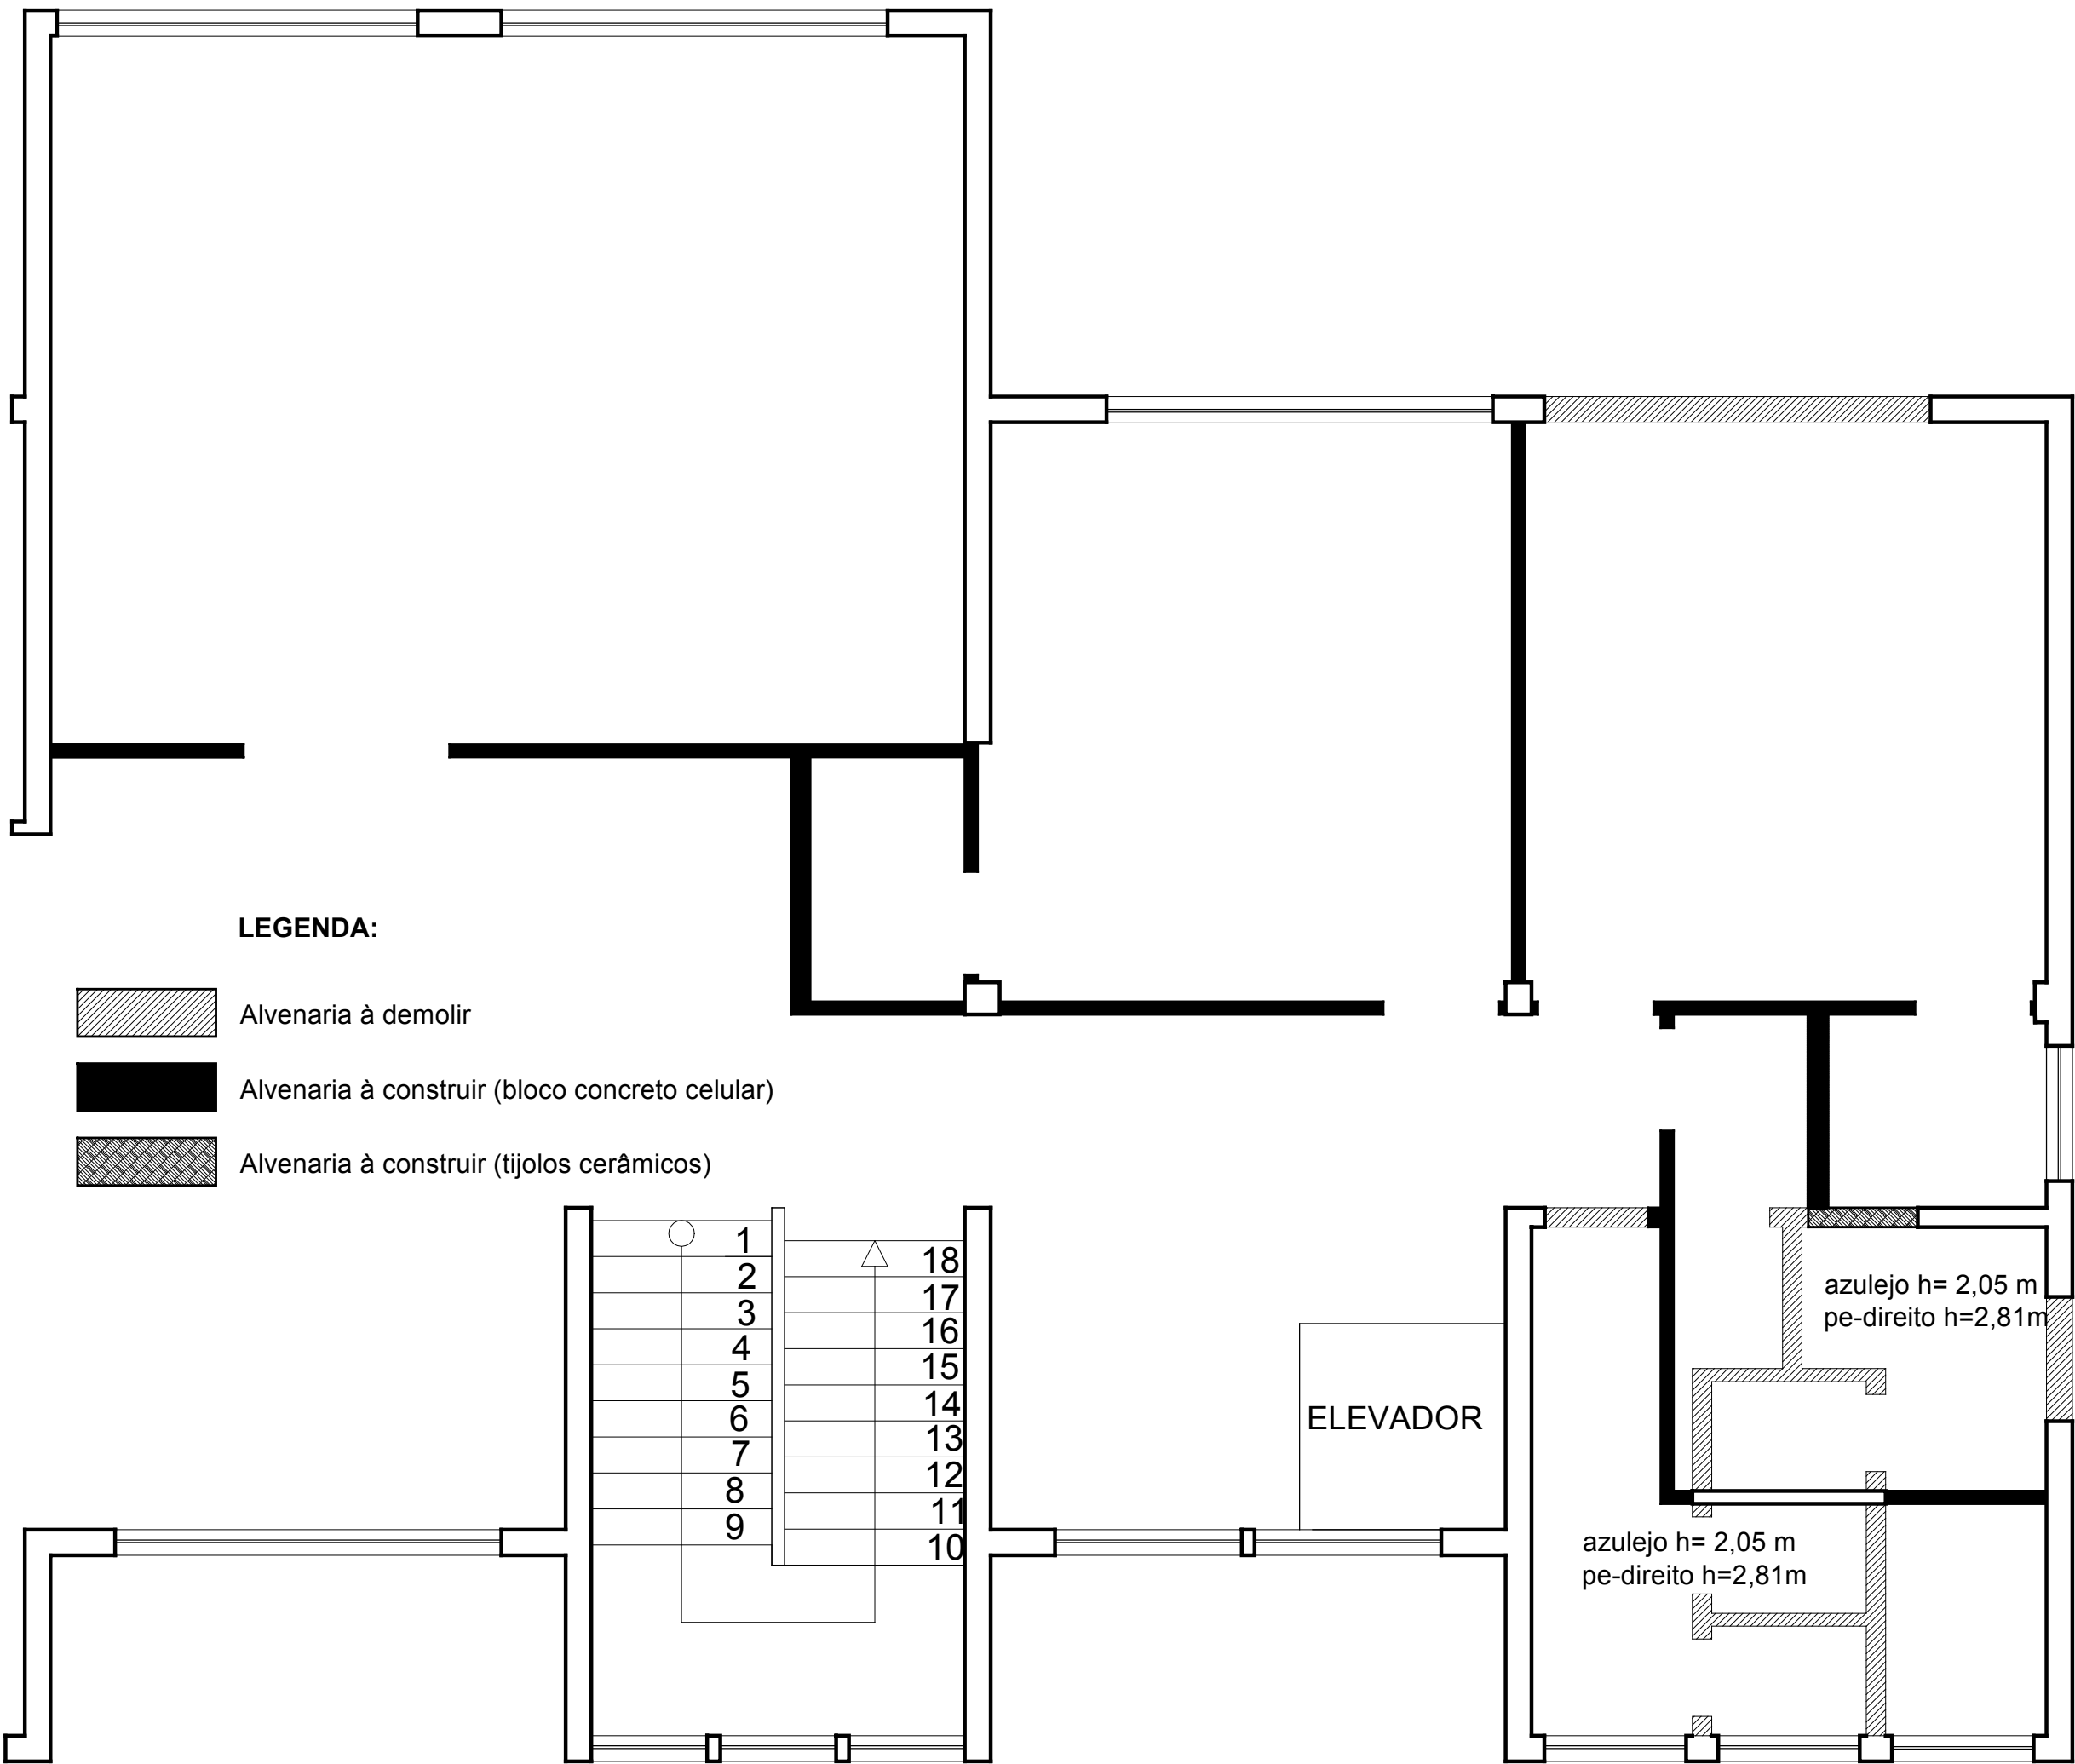 LEGENDA:
Alvenaria à demolir
Alvenaria à construir (bloco concreto celular)
Alvenaria à construir (tijolos cerâmicos)
1
2
3
4
5
6
7
8
9
18
17
16
15
14
13
12
11
10
ELEVADOR
azulejo h= 2,05 m
pe-direito h=2,81m
azulejo h= 2,05 m
pe-direito h=2,81m